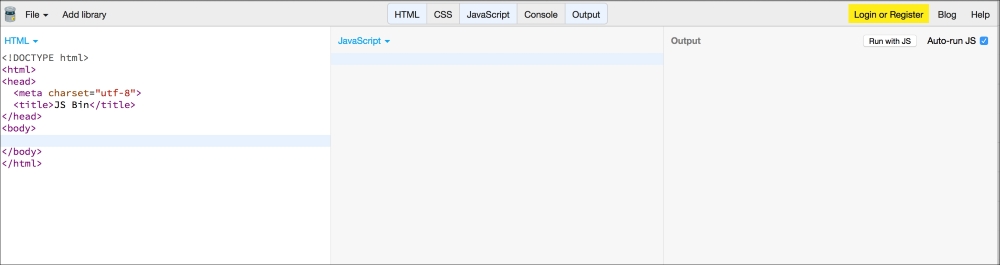 File Add library HTML CSS JavaScript Console Output Login or Register Blog Help
HTML
<!DOCTYPE html>
<html>
<head>
  <meta charset="utf-8">
  <title>JS Bin</title>
</head>
<body>

</body>
</html>
JavaScript
Output Run with JS Auto-run JS